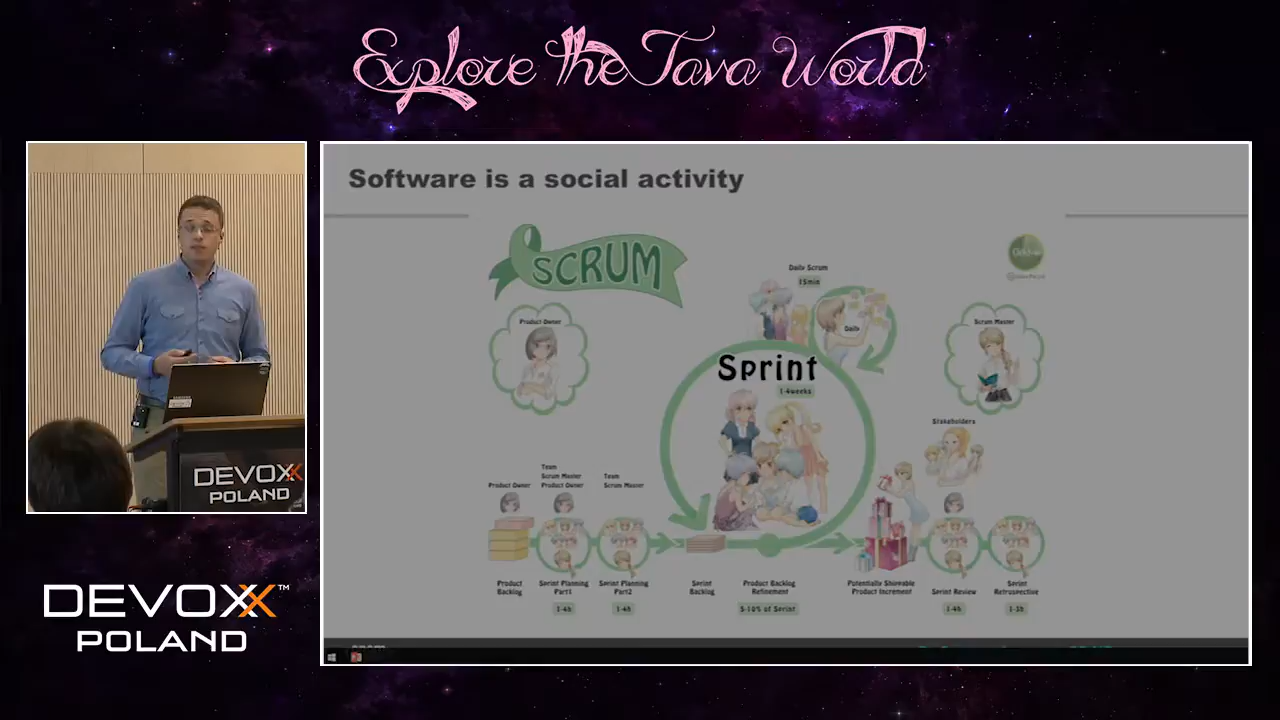 Explore the Java World
Software is a social activity
SCRUM
Daily Scrum
15min
Product Owner
Daily
Scrum Master
Sprint
1-4weeks
Stakeholders
Team
Scrum Master
Product Owner
Team
Scrum Master
Product Owner
Product
Backlog
Sprint Planning
Part1
1-4h
Sprint Planning
Part2
1-4h
Sprint
Backlog
Product Backlog
Refinement
5-10% of Sprint
Potentially Shippable
Product Increment
Sprint Review
1-4h
Sprint
Retrospective
1-3h
DEVOXX
POLAND
DEVOXX™
POLAND